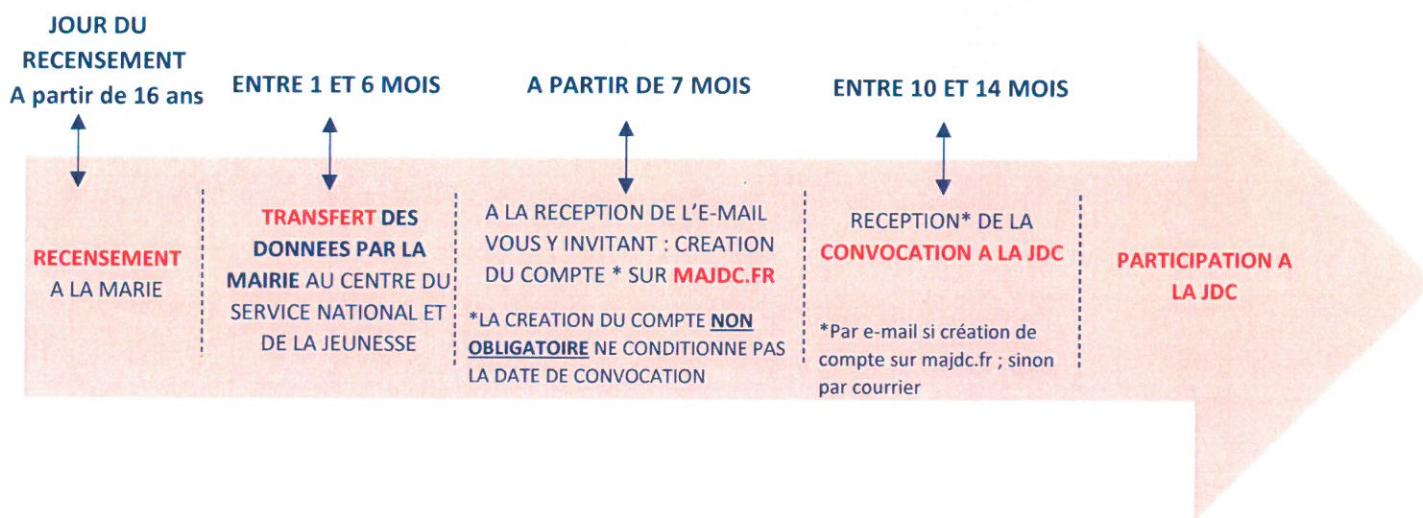 JOUR DU
RECENSEMENT
A partir de 16 ans
ENTRE 1 ET 6 MOIS
A PARTIR DE 7 MOIS
ENTRE 10 ET 14 MOIS
RECENSEMENT
A LA MARIE
TRANSFERT DES
DONNEES PAR LA
MAIRIE AU CENTRE DU
SERVICE NATIONAL ET
DE LA JEUNESSE
A LA RECEPTION DE L'E-MAIL
VOUS Y INVITANT : CREATION
DU COMPTE * SUR MAJDC.FR
*LA CREATION DU COMPTE NON
OBLIGATOIRE NE CONDITIONNE PAS
LA DATE DE CONVOCATION
RECEPTION* DE LA
CONVOCATION A LA JDC
*Par e-mail si création de
compte sur majdc.fr ; sinon
par courrier
PARTICIPATION A
LA JDC